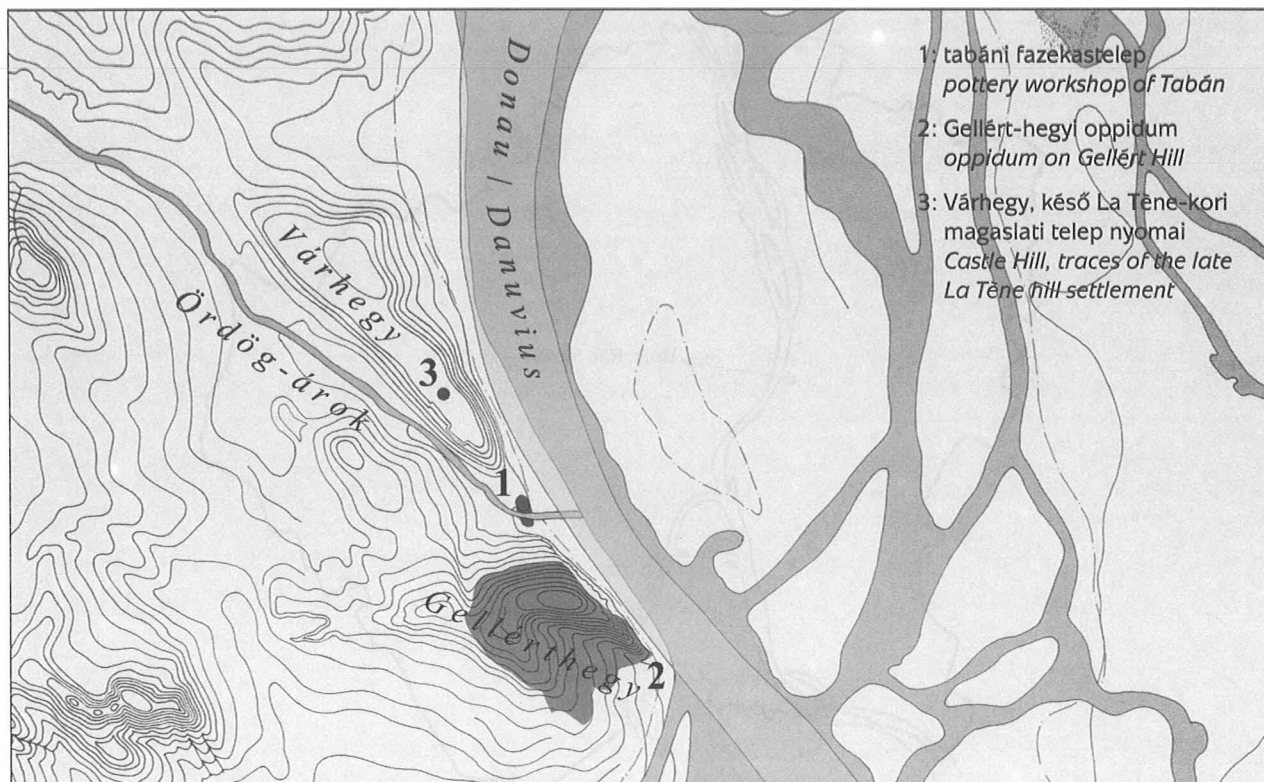 Donau / Danuvius
1: tabáni fazekastelep
pottery workshop of Tabán
2: Gellért-hegyi oppidum
oppidum on Gellért Hill
3: Várhegy, késő La Tène-kori
magaslati telep nyomai
Castle Hill, traces of the late
La Tène hill settlement
Várhegy
Ördög-árok
3
1
Gellérthegy
2